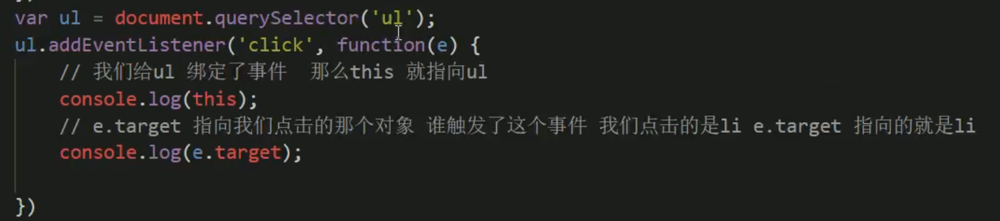 var ul = document.querySelector('ul');
ul.addEventListener('click', function(e) {
// 我们给ul 绑定了事件  那么this 就指向ul
console.log(this);
// e.target 指向我们点击的那个对象 谁触发了这个事件 我们点击的是li e.target 指向的就是li
console.log(e.target);
})